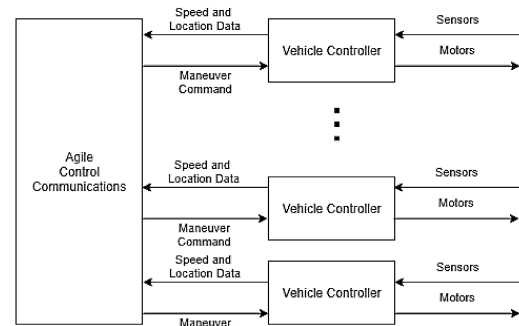 Speed and
Location Data
Vehicle Controller
Sensors
Motors
Maneuver
Command
Agile
Control
Communications
Speed and
Location Data
Vehicle Controller
Sensors
Motors
Maneuver
Command
Speed and
Location Data
Vehicle Controller
Sensors
Motors
Maneuver